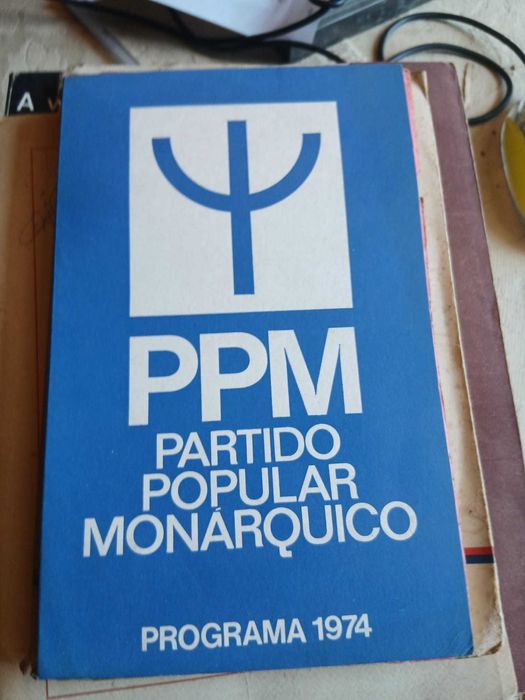 A
PPM
PARTIDO
POPULAR
MONÁRQUICO
PROGRAMA 1974